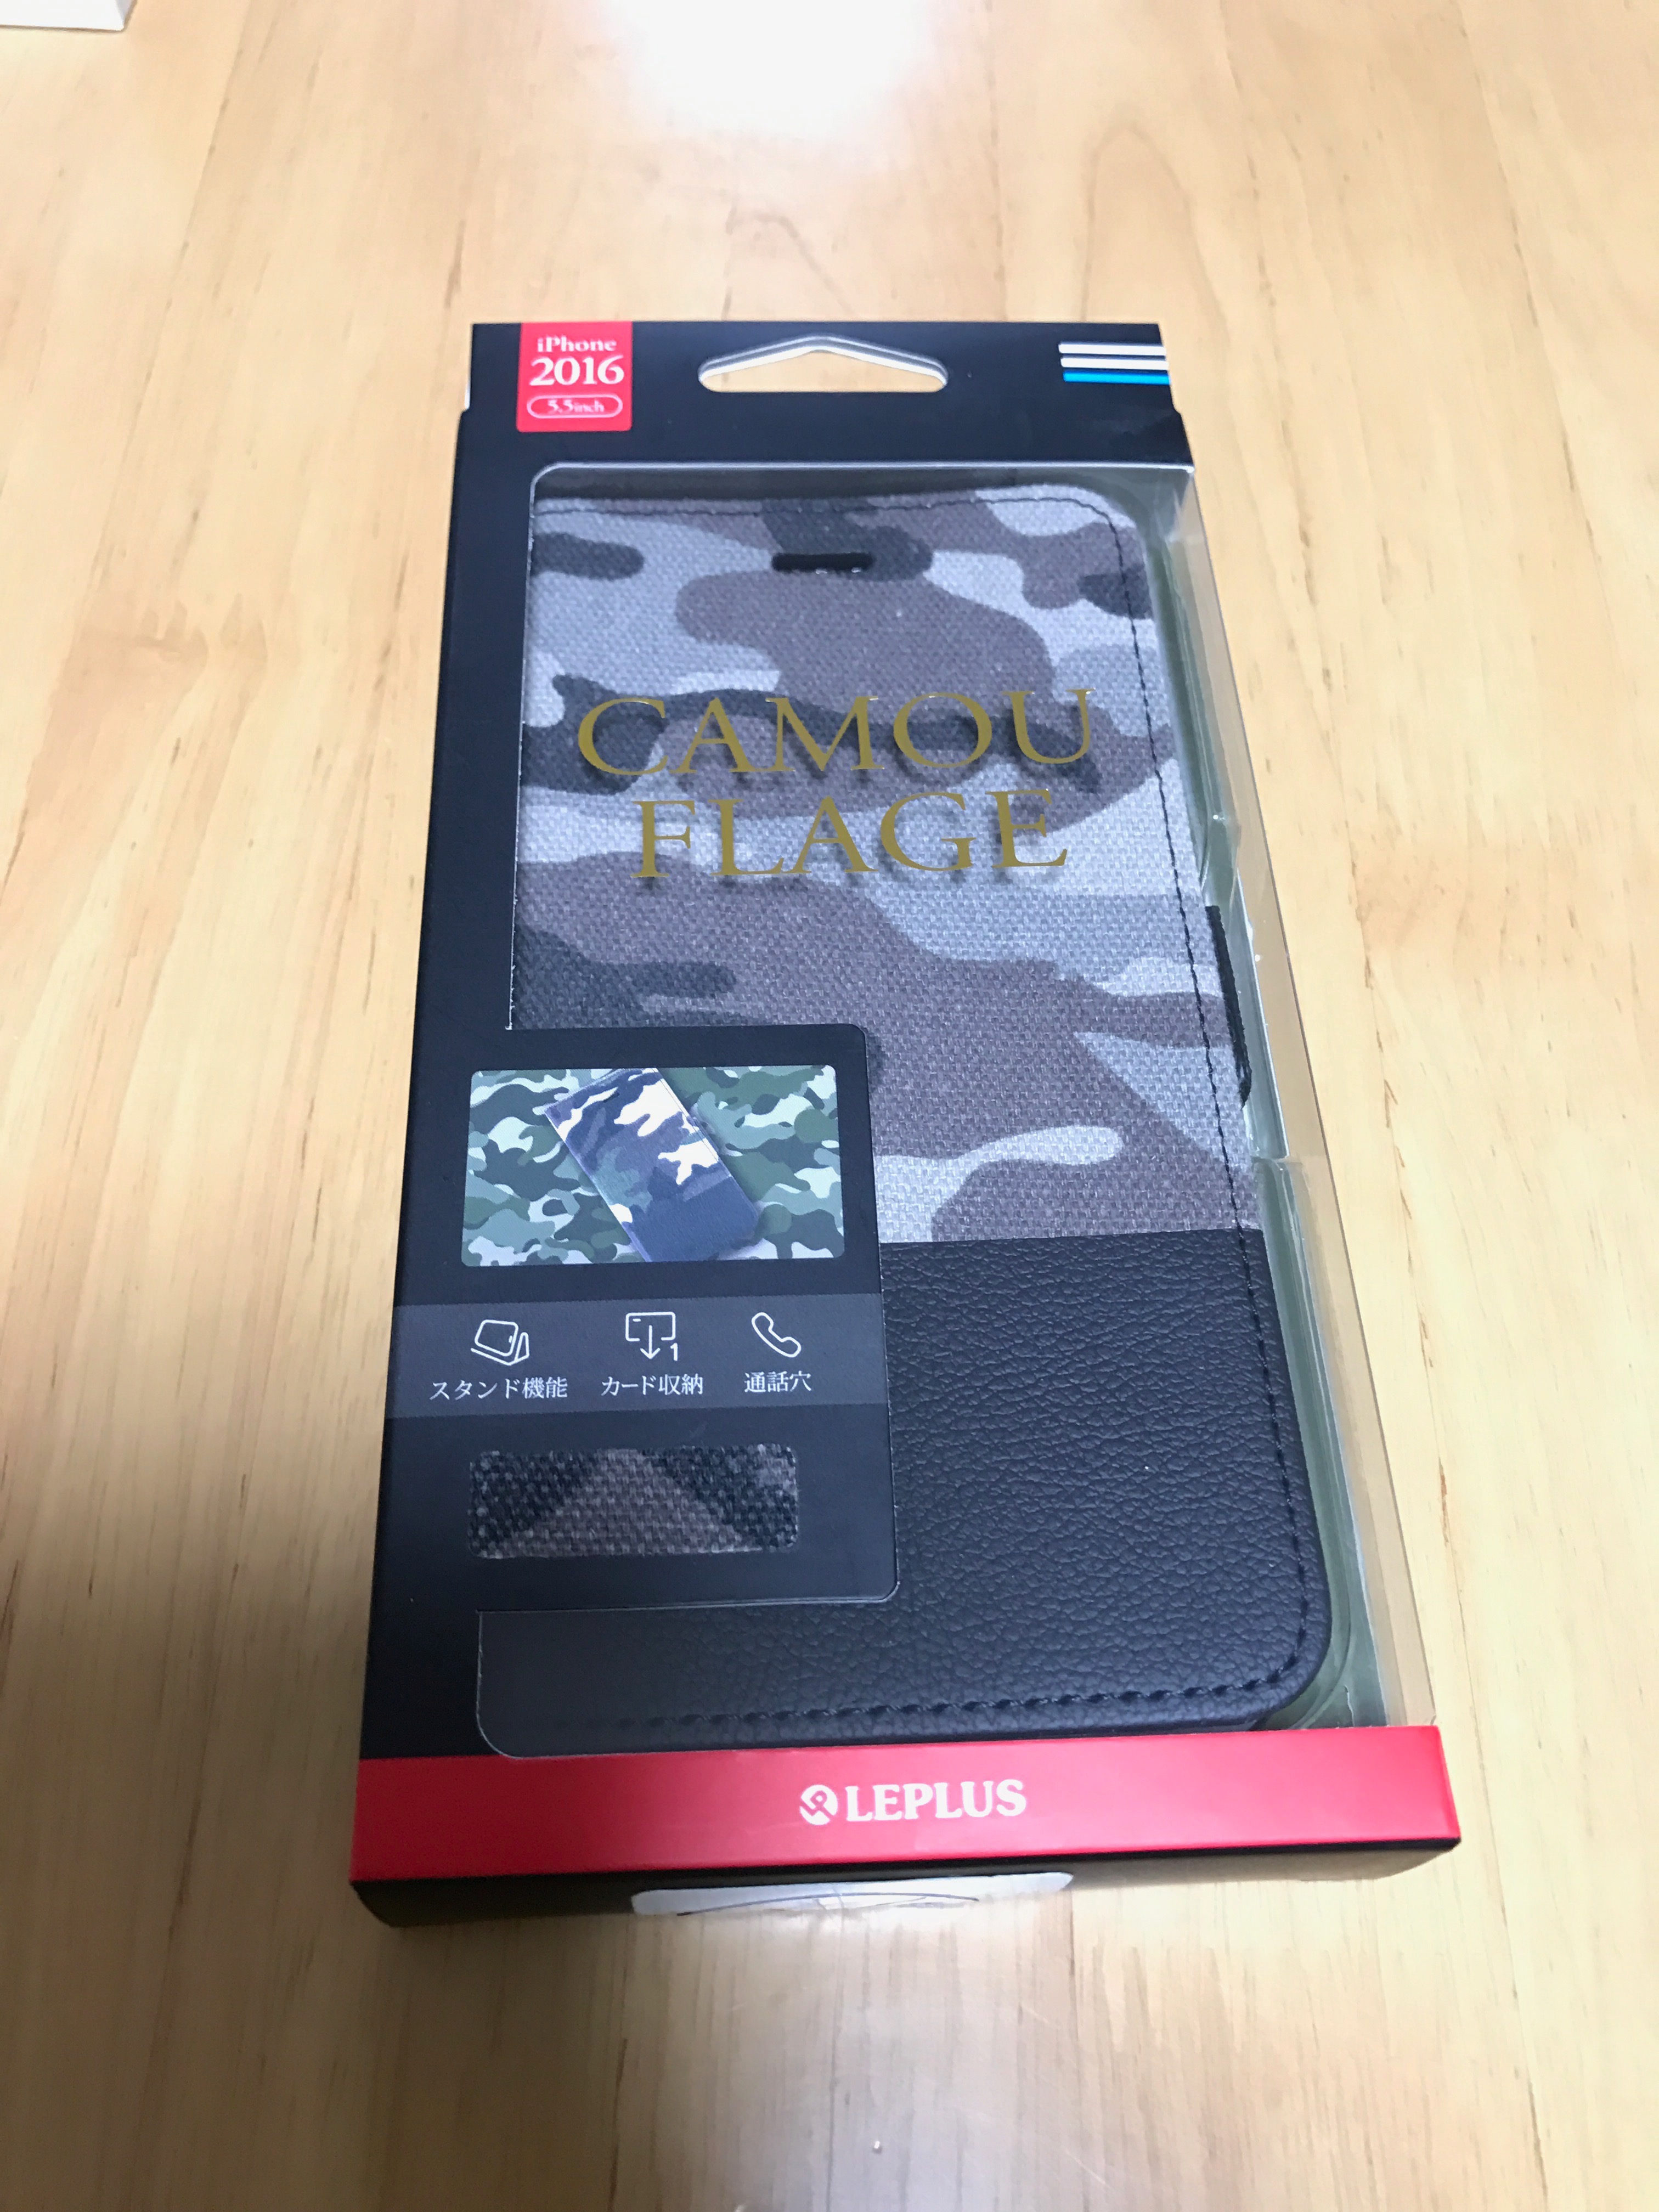 iPhone
2016
5.5inch
CAMOU
FLAGE
1
スタンド機能 カード収納 通話穴
LEPLUS